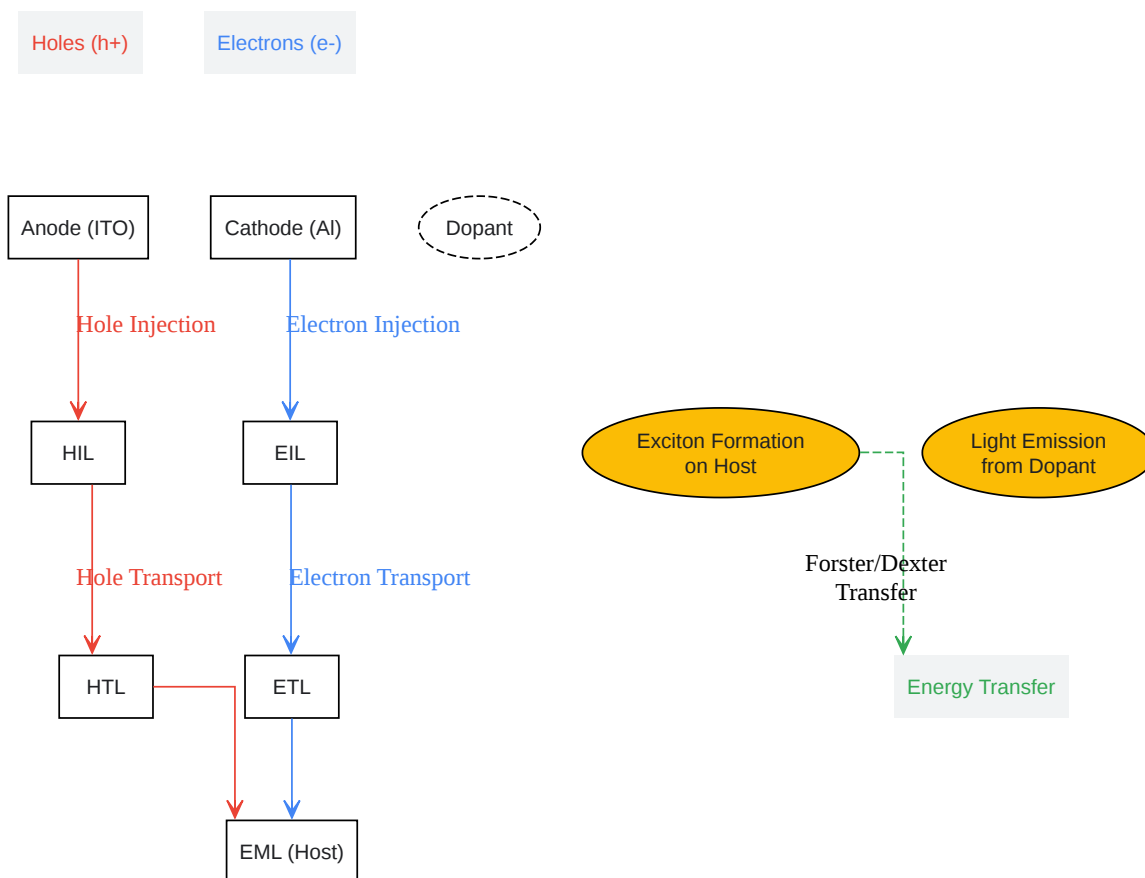 Holes (h+)
Electrons (e-)
Anode (ITO)
Cathode (Al)
Dopant
Hole Injection
Electron Injection
HIL
EIL
Exciton Formation
on Host
Light Emission
from Dopant
Hole Transport
Electron Transport
Forster/Dexter
Transfer
HTL
ETL
Energy Transfer
EML (Host)